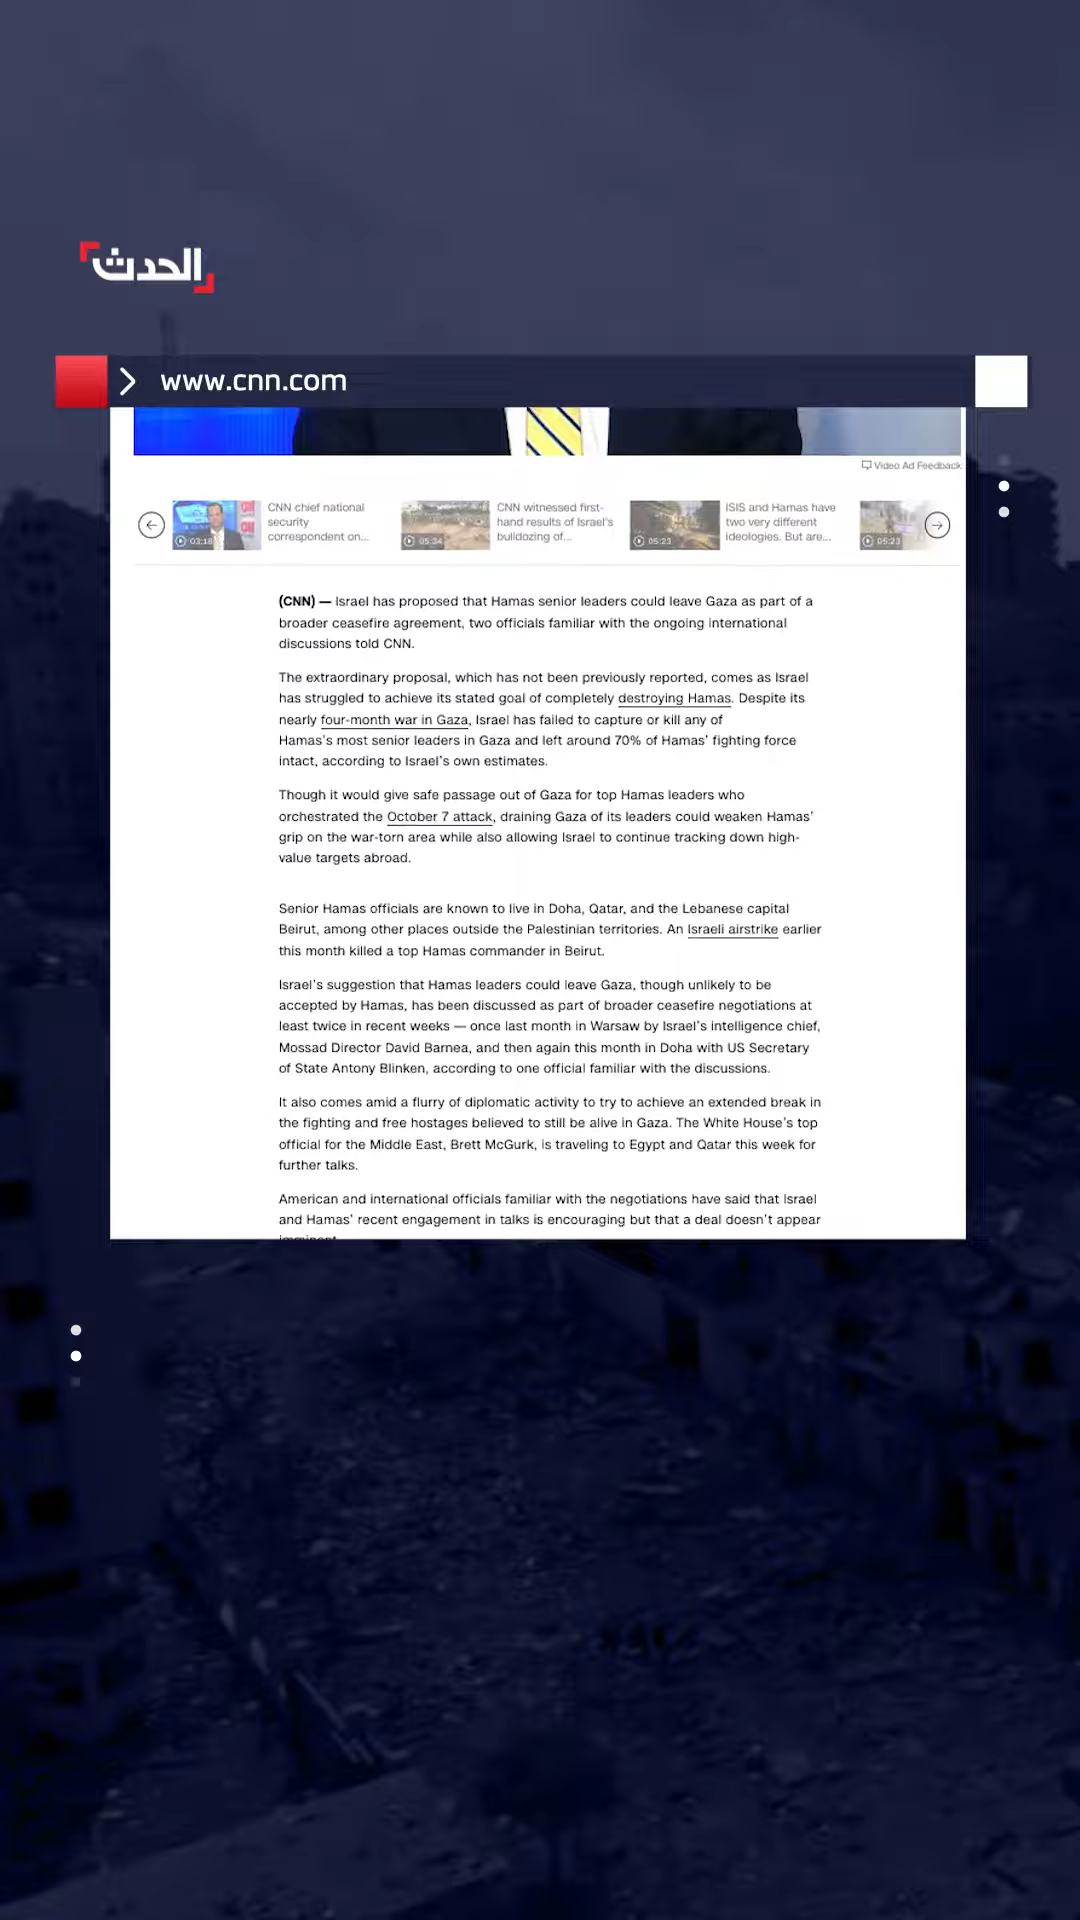 الحدث
www.cnn.com
Video Ad Feedback
CNN chief national
security
correspondent on...
03:18
CNN witnessed first-
hand results of Israel's
bulldozing of...
05:34
ISIS and Hamas have
two very different
ideologies. But are...
05:23
05:23
(CNN) — Israel has proposed that Hamas senior leaders could leave Gaza as part of a
broader ceasefire agreement, two officials familiar with the ongoing international
discussions told CNN.
The extraordinary proposal, which has not been previously reported, comes as Israel
has struggled to achieve its stated goal of completely destroying Hamas. Despite its
nearly four-month war in Gaza, Israel has failed to capture or kill any of
Hamas's most senior leaders in Gaza and left around 70% of Hamas' fighting force
intact, according to Israel's own estimates.
Though it would give safe passage out of Gaza for top Hamas leaders who
orchestrated the October 7 attack, draining Gaza of its leaders could weaken Hamas'
grip on the war-torn area while also allowing Israel to continue tracking down high-
value targets abroad.
Senior Hamas officials are known to live in Doha, Qatar, and the Lebanese capital
Beirut, among other places outside the Palestinian territories. An Israeli airstrike earlier
this month killed a top Hamas commander in Beirut.
Israel's suggestion that Hamas leaders could leave Gaza, though unlikely to be
accepted by Hamas, has been discussed as part of broader ceasefire negotiations at
least twice in recent weeks — once last month in Warsaw by Israel's intelligence chief,
Mossad Director David Barnea, and then again this month in Doha with US Secretary
of State Antony Blinken, according to one official familiar with the discussions.
It also comes amid a flurry of diplomatic activity to try to achieve an extended break in
the fighting and free hostages believed to still be alive in Gaza. The White House's top
official for the Middle East, Brett McGurk, is traveling to Egypt and Qatar this week for
further talks.
American and international officials familiar with the negotiations have said that Israel
and Hamas' recent engagement in talks is encouraging but that a deal doesn't appear